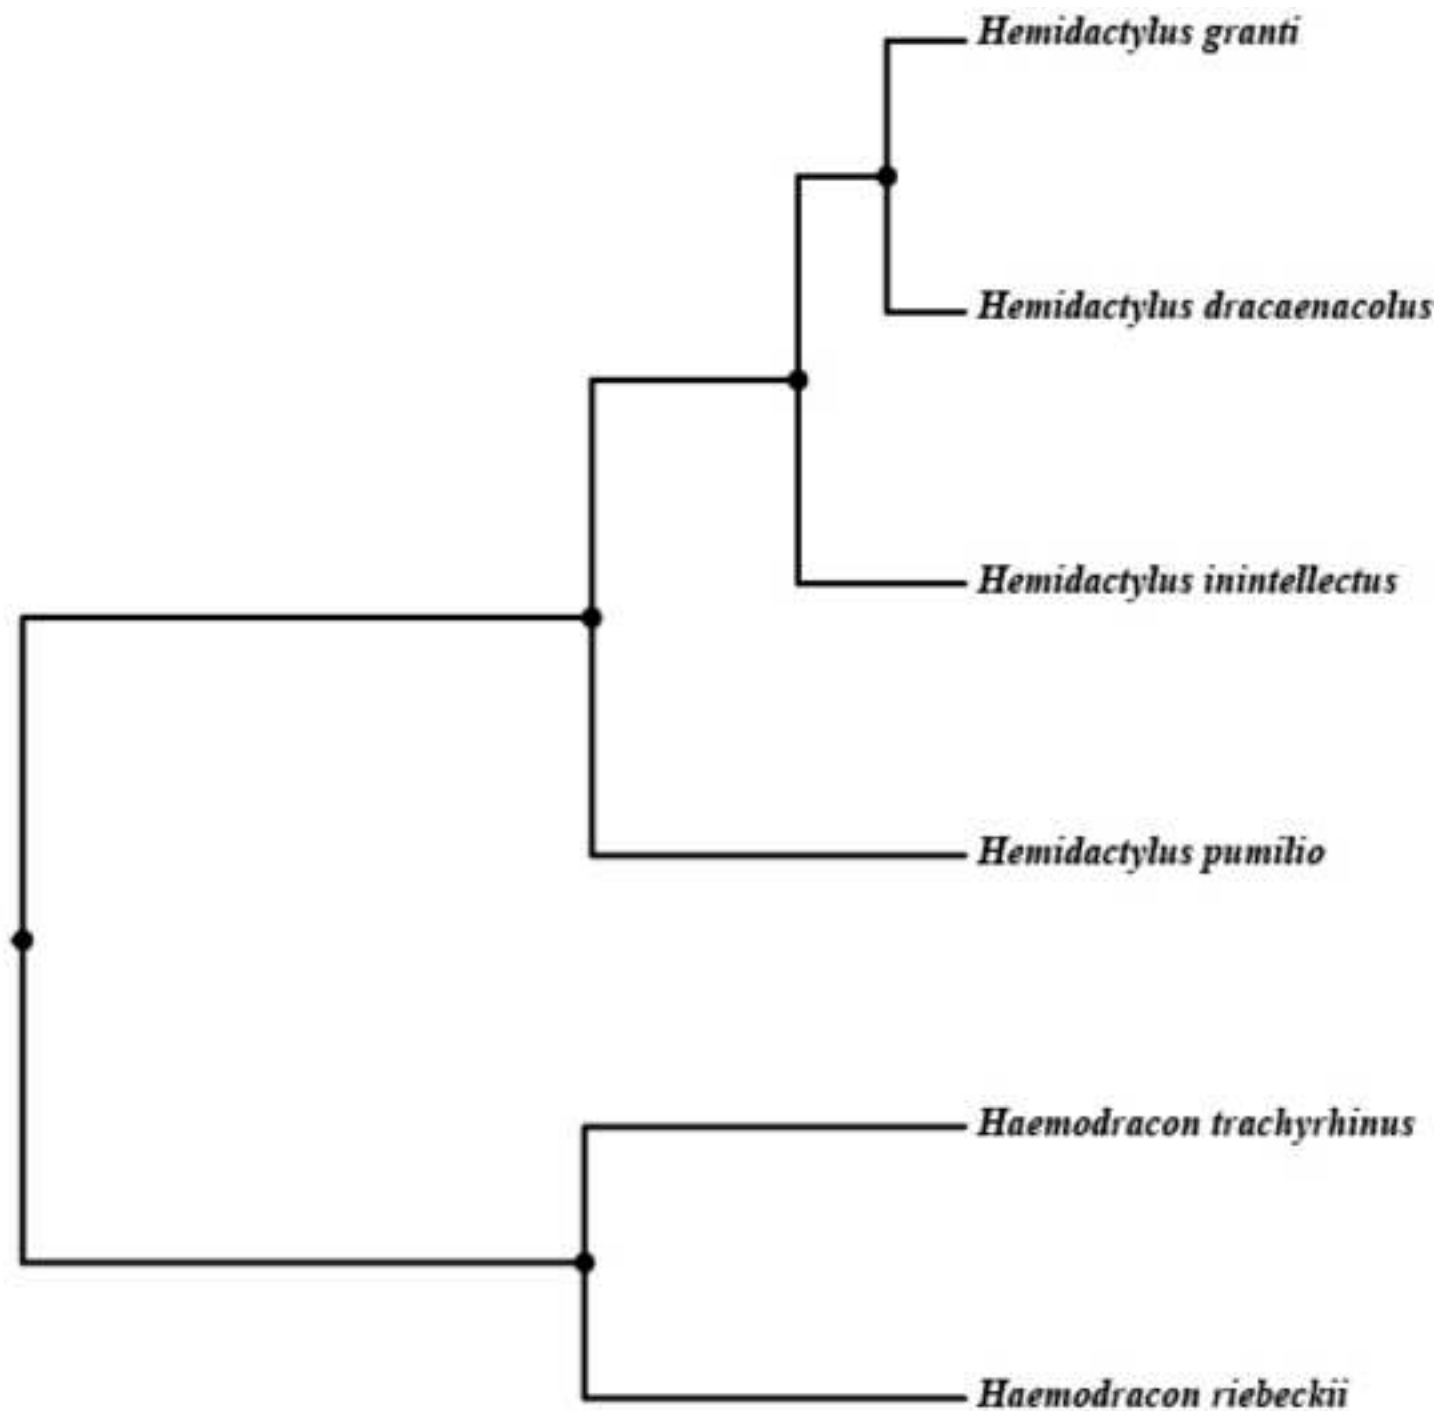 Hemidactylus granti
Hemidactylus dracaenacolus
Hemidactylus inintellectus
Hemidactylus pumilio
Haemodracon trachyrhinus
Haemodracon riebeckii